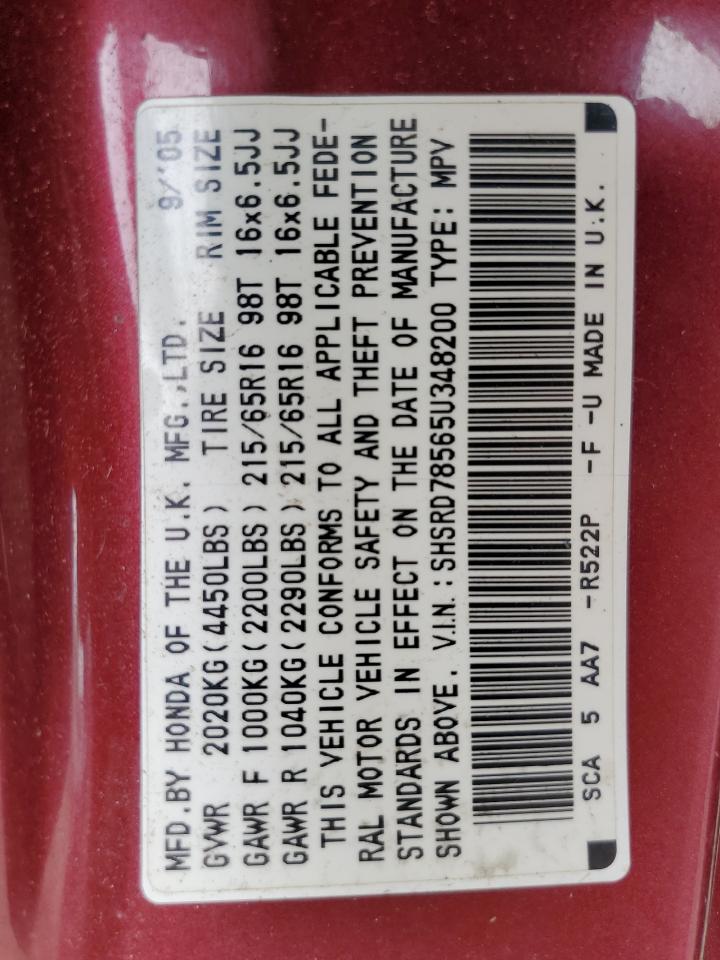 MFD.BY HONDA OF THE U.K. MFG.,LTD. 9/'05
GVWR 2020KG(4450LBS) TIRE SIZE RIM SIZE
GAWR F 1000KG(2200LBS) 215/65R16 98T 16x6.5JJ
GAWR R 1040KG(2290LBS) 215/65R16 98T 16x6.5JJ
THIS VEHICLE CONFORMS TO ALL APPLICABLE FEDE-
RAL MOTOR VEHICLE SAFETY AND THEFT PREVENTION
STANDARDS IN EFFECT ON THE DATE OF MANUFACTURE
SHOWN ABOVE. V.I.N.:SHSRD78565U348200 TYPE: MPV
SCA 5 AA7 -R522P -F -U MADE IN U.K.